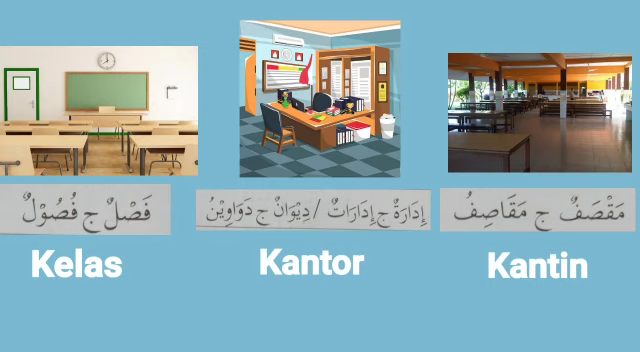 فَصْلٌ ج فُصُوْلٌ
إِدَارَةٌ ج إِدَارَاتٌ / دِيْوَانٌ ج دَوَاوِيْنُ
مَقْصَفٌ ج مَقَاصِفُ
Kelas
Kantor
Kantin